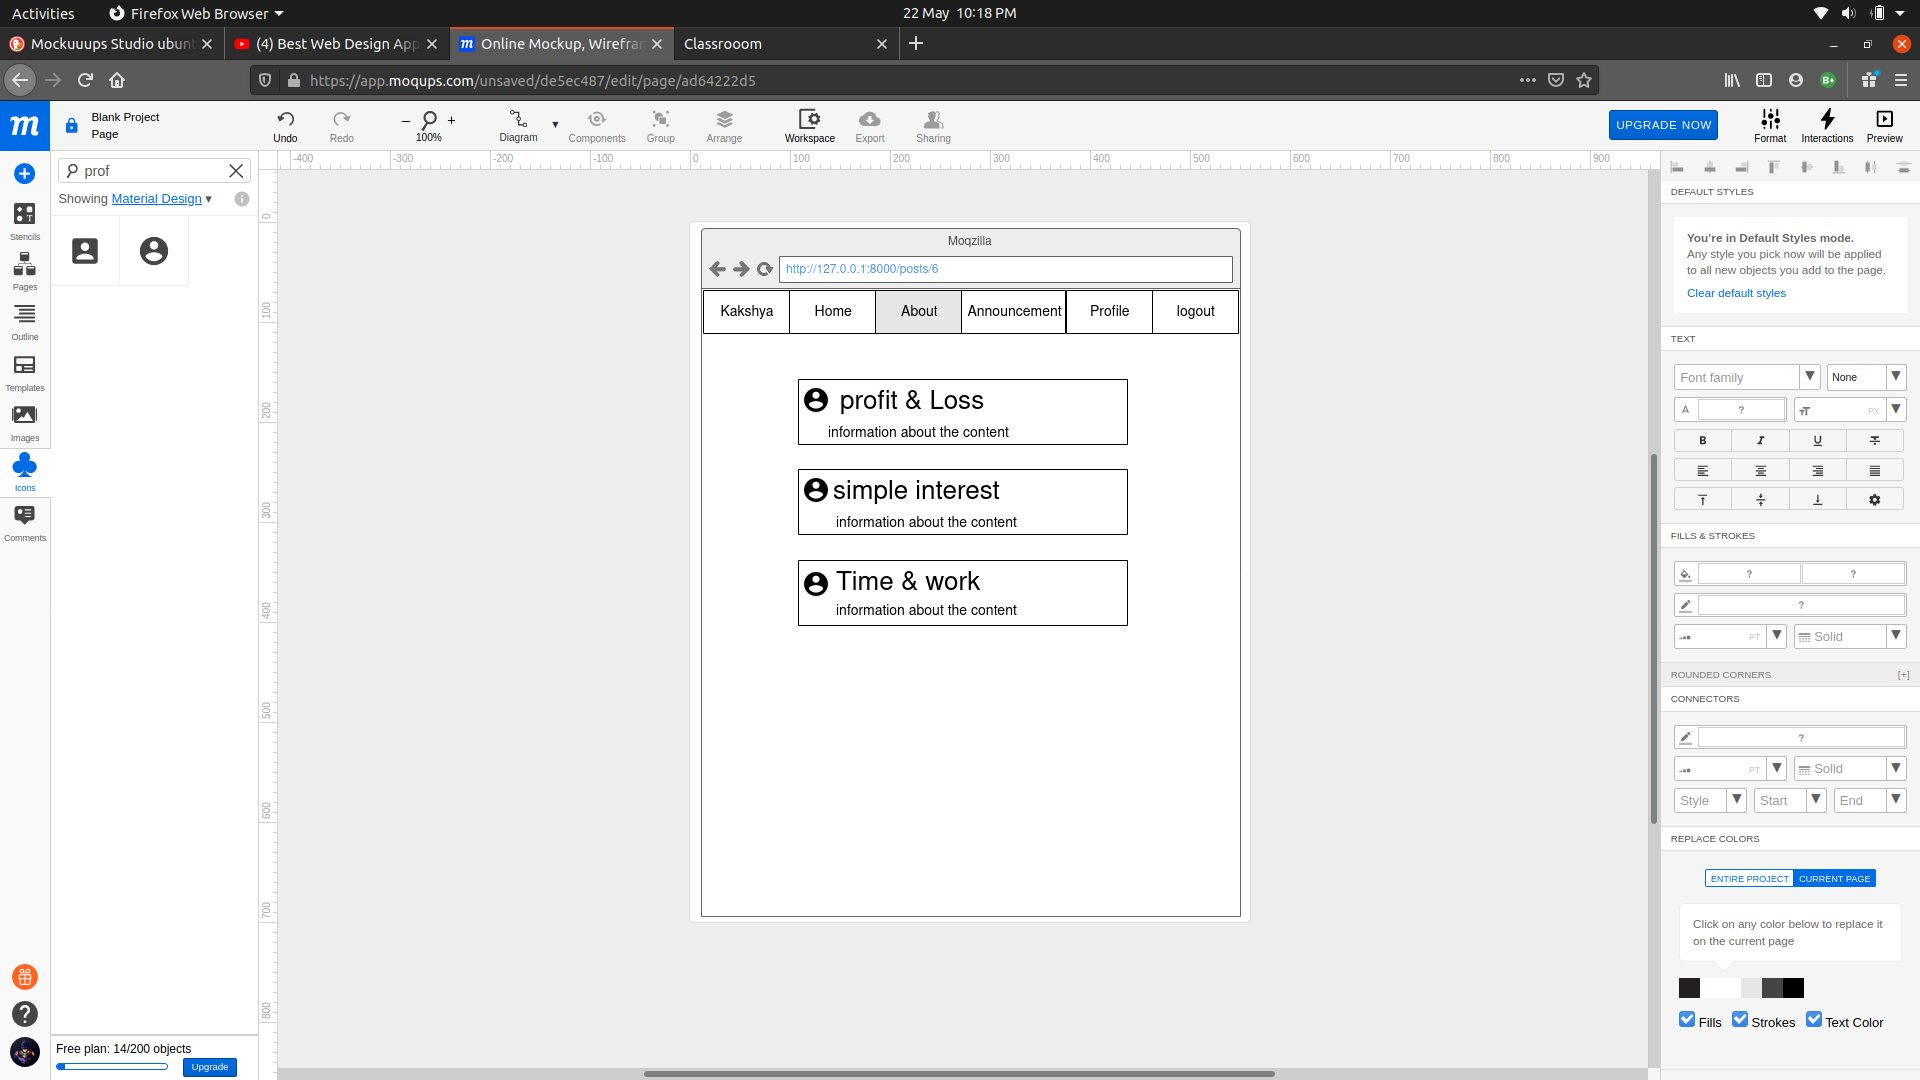 Activities Firefox Web Browser 22 May 10:18 PM
Mockuuups Studio ubun (4) Best Web Design App Online Mockup, Wirefra Classrooom
https://app.moqups.com/unsaved/de5ec487/edit/page/ad64222d5
m Blank Project
Page
Undo Redo 100% Diagram Components Group Arrange Workspace Export Sharing UPGRADE NOW Format Interactions Preview
prof
Showing Material Design
Stencils
Pages
Outline
Templates
Images
Icons
Comments
-400 -300 -200 -100 0 100 200 300 400 500 600 700 800 900
0
100
200
300
400
500
600
700
800
Moqzilla
http://127.0.0.1:8000/posts/6
Kakshya Home About Announcement Profile logout
profit & Loss
information about the content
simple interest
information about the content
Time & work
information about the content
DEFAULT STYLES
You're in Default Styles mode.
Any style you pick now will be applied
to all new objects you add to the page.
Clear default styles
TEXT
Font family None
A ? TT PX
B I U
FILLS & STROKES
? ?
?
PT Solid
ROUNDED CORNERS [+]
CONNECTORS
?
PT Solid
Style Start End
REPLACE COLORS
ENTIRE PROJECT CURRENT PAGE
Click on any color below to replace it
on the current page
Fills Strokes Text Color
Free plan: 14/200 objects
Upgrade